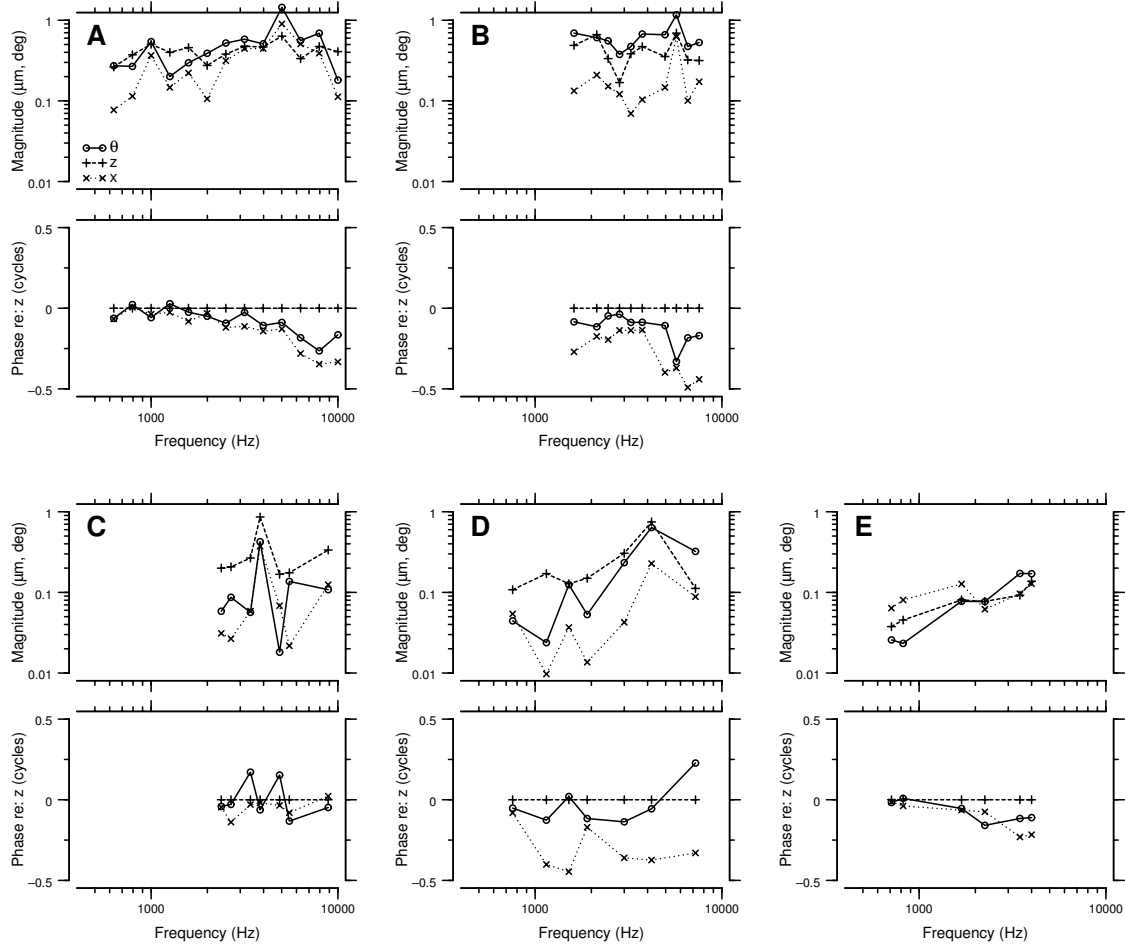 A
B
Magnitude (µm, deg)
1
0.1
0.01
θ
z
x
Magnitude (µm, deg)
1
0.1
0.01
Phase re: z (cycles)
0.5
0
−0.5
1000
10000
Frequency (Hz)
Phase re: z (cycles)
0.5
0
−0.5
1000
10000
Frequency (Hz)
C
D
E
Magnitude (µm, deg)
1
0.1
0.01
Magnitude (µm, deg)
1
0.1
0.01
Magnitude (µm, deg)
1
0.1
0.01
Phase re: z (cycles)
0.5
0
−0.5
1000
10000
Frequency (Hz)
Phase re: z (cycles)
0.5
0
−0.5
1000
10000
Frequency (Hz)
Phase re: z (cycles)
0.5
0
−0.5
1000
10000
Frequency (Hz)